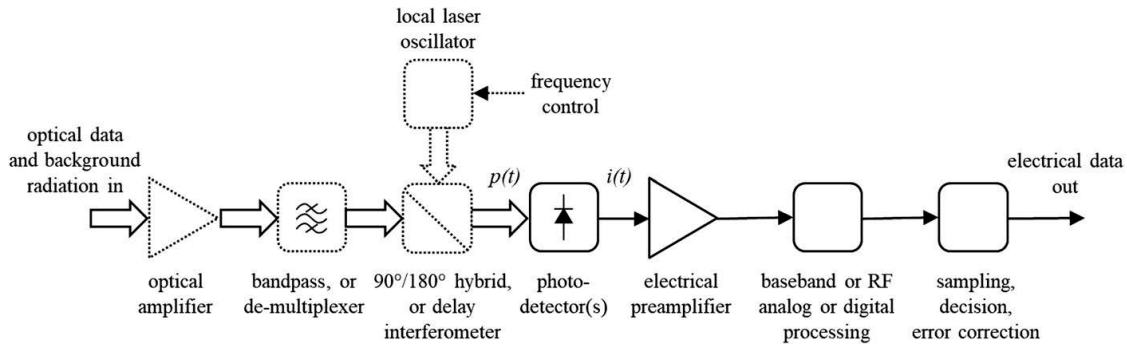 local laser
oscillator
frequency
control
optical data
and background
radiation in
p(t)
i(t)
electrical data
out
optical
amplifier
bandpass, or
de-multiplexer
90°/180° hybrid,
or delay
interferometer
photo-
detector(s)
electrical
preamplifier
baseband or RF
analog or digital
processing
sampling,
decision,
error correction